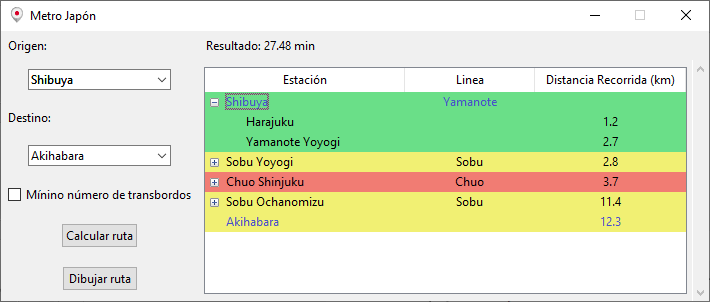 Metro Japón
Origen:
Shibuya
Destino:
Akihabara
Mínino número de transbordos
Calcular ruta
Dibujar ruta
Resultado: 27.48 min
Estación Linea Distancia Recorrida (km)
Shibuya Yamanote
Harajuku 1.2
Yamanote Yoyogi 2.7
Sobu Yoyogi Sobu 2.8
Chuo Shinjuku Chuo 3.7
Sobu Ochanomizu Sobu 11.4
Akihabara 12.3